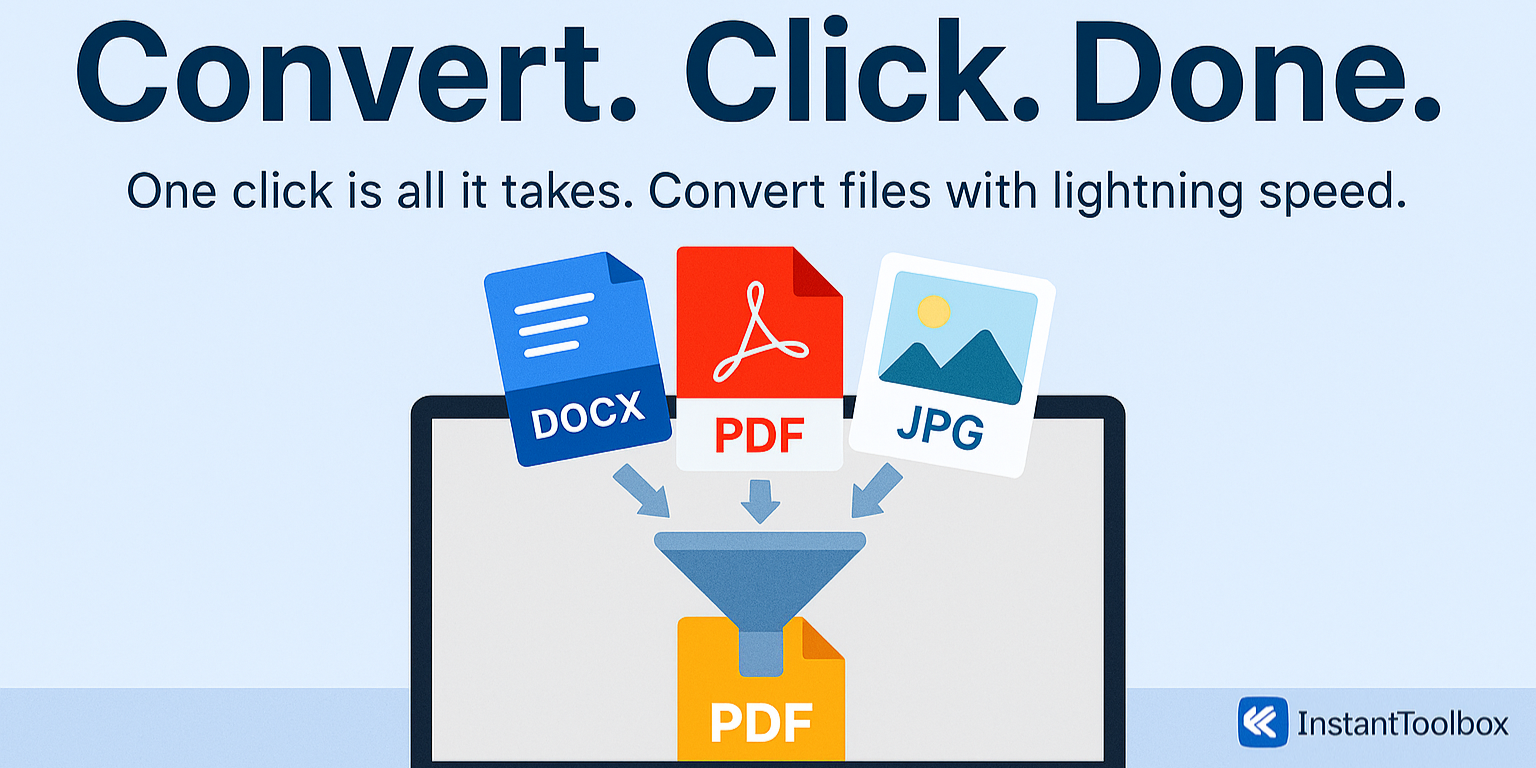 Convert. Click. Done.
One click is all it takes. Convert files with lightning speed.
DOCX
PDF
JPG
PDF
InstantToolbox